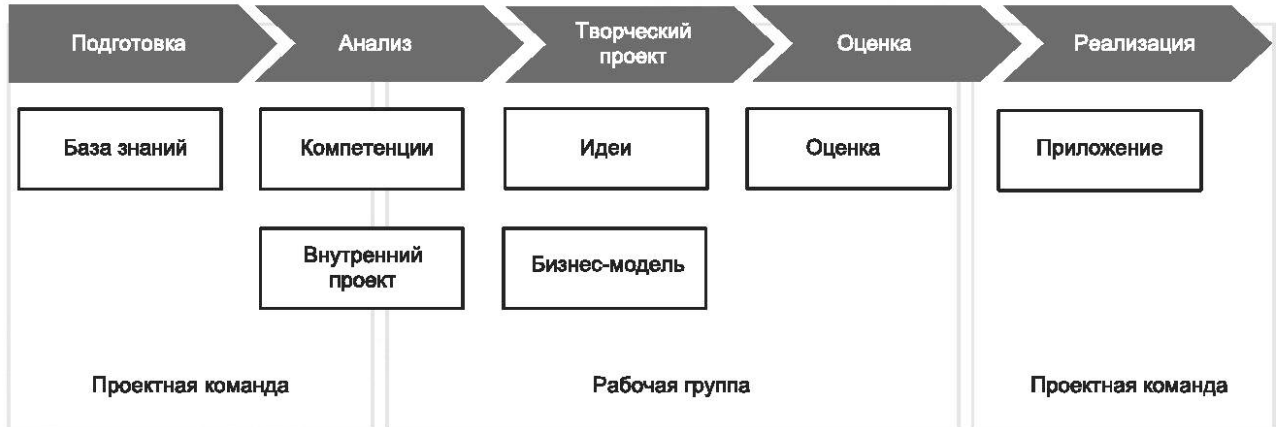 Подготовка
Анализ
Творческий
проект
Оценка
Реализация
База знаний
Компетенции
Идеи
Оценка
Приложение
Внутренний
проект
Бизнес-модель
Проектная команда
Рабочая группа
Проектная команда